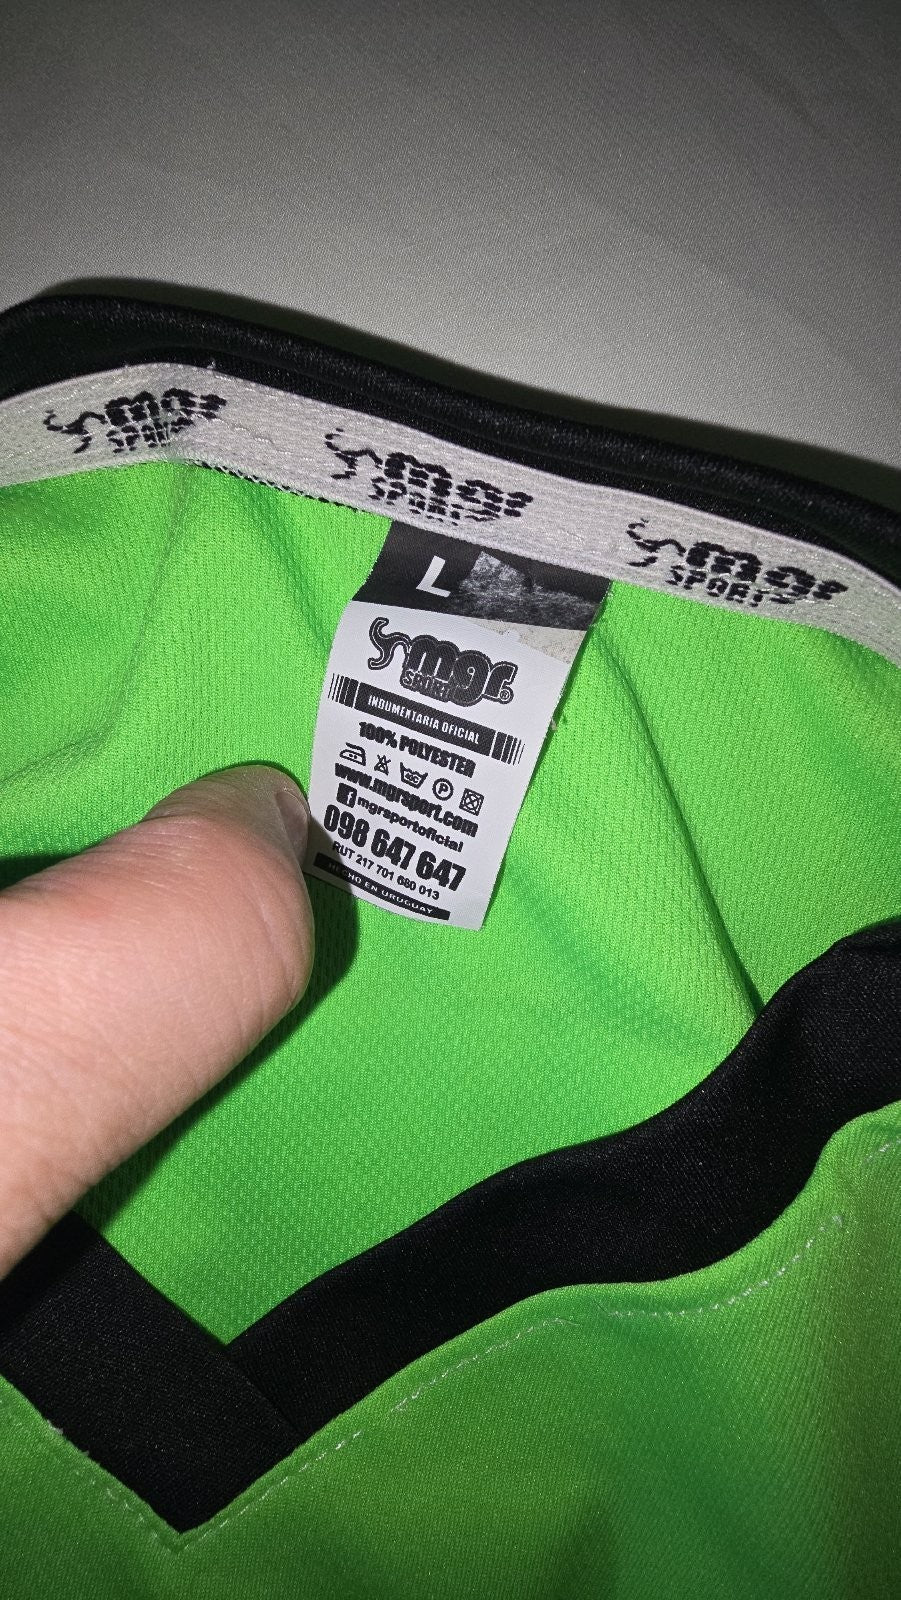 mgr
SPORT
mgr
SPORT
mgr
SPORT
L
mgr
SPORT®
INDUMENTARIA OFICIAL
100% POLYESTER
P
www.mgrsport.com
f mgrsportoficial
098 647 647
RUT 217 701 680 013
HECHO EN URUGUAY